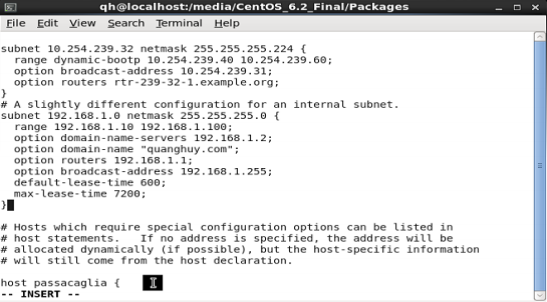 qh@localhost:/media/CentOS_6.2_Final/Packages
File Edit View Search Terminal Help
subnet 10.254.239.32 netmask 255.255.255.224 {
  range dynamic-bootp 10.254.239.40 10.254.239.60;
  option broadcast-address 10.254.239.31;
  option routers rtr-239-32-1.example.org;
}
# A slightly different configuration for an internal subnet.
subnet 192.168.1.0 netmask 255.255.255.0 {
  range 192.168.1.10 192.168.1.100;
  option domain-name-servers 192.168.1.2;
  option domain-name "quanghuy.com";
  option routers 192.168.1.1;
  option broadcast-address 192.168.1.255;
  default-lease-time 600;
  max-lease-time 7200;
}
# Hosts which require special configuration options can be listed in
# host statements.   If no address is specified, the address will be
# allocated dynamically (if possible), but the host-specific information
# will still come from the host declaration.
host passacaglia {
-- INSERT --